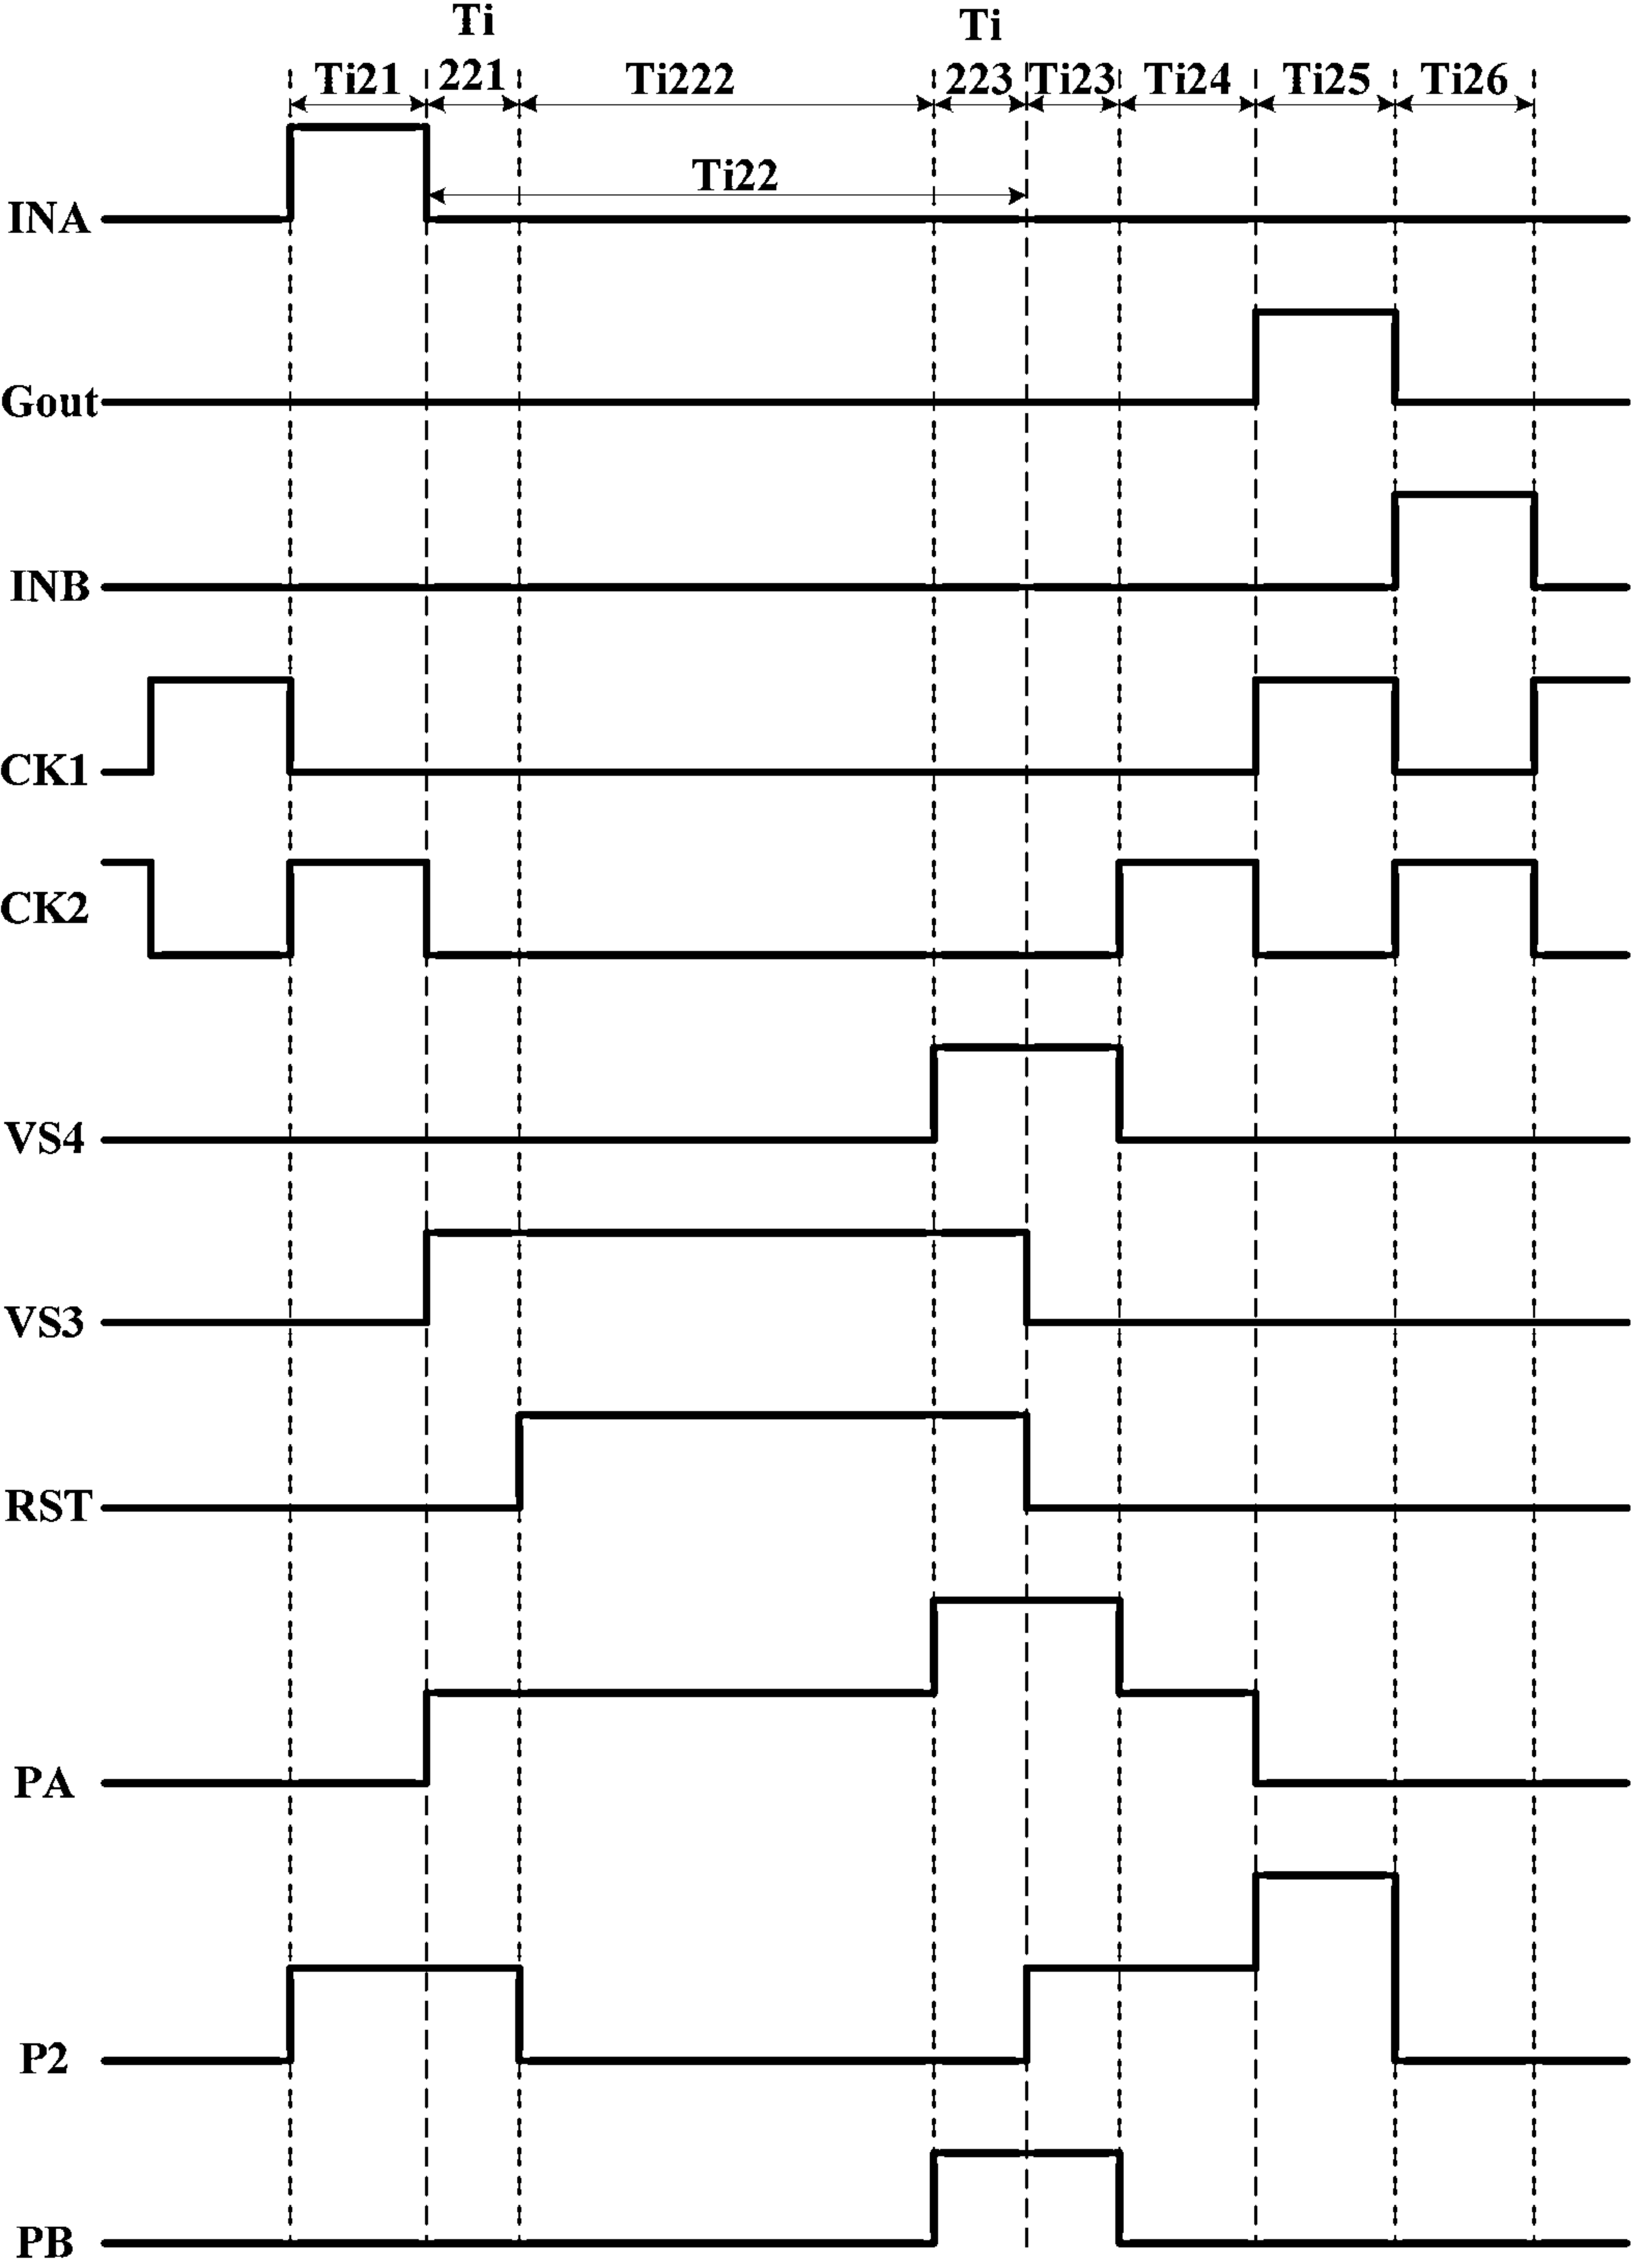 Ti Ti
Ti21 221 Ti222 223 Ti23 Ti24 Ti25 Ti26
Ti22
INA
Gout
INB
CK1
CK2
VS4
VS3
RST
PA
P2
PB